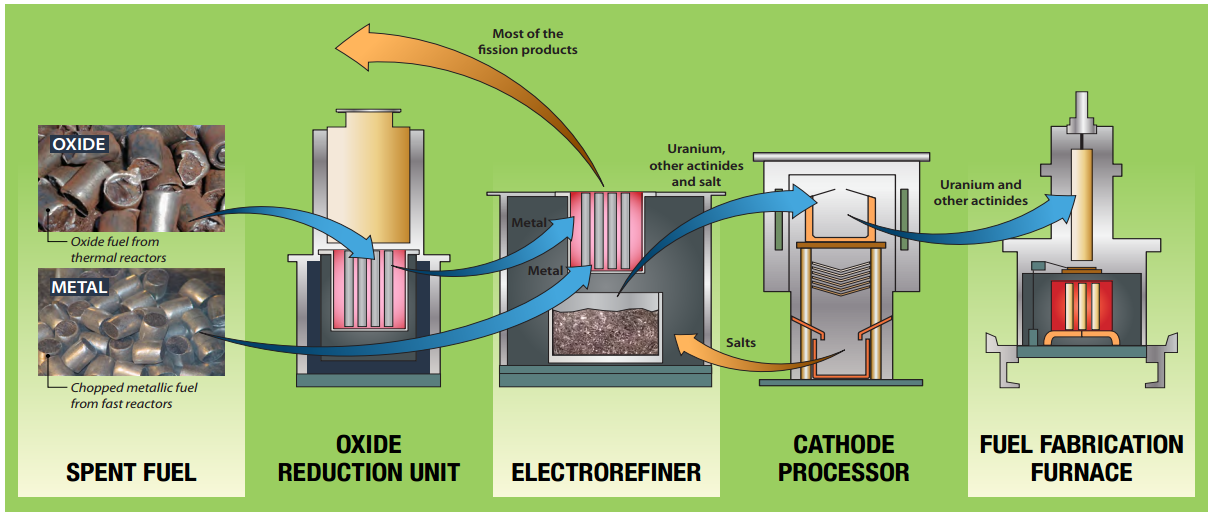 Most of the
fission products
OXIDE
Oxide fuel from
thermal reactors
METAL
Chopped metallic fuel
from fast reactors
Metal
Metal
Uranium,
other actinides
and salt
Salts
Uranium and
other actinides
SPENT FUEL
OXIDE
REDUCTION UNIT
ELECTROREFINER
CATHODE
PROCESSOR
FUEL FABRICATION
FURNACE